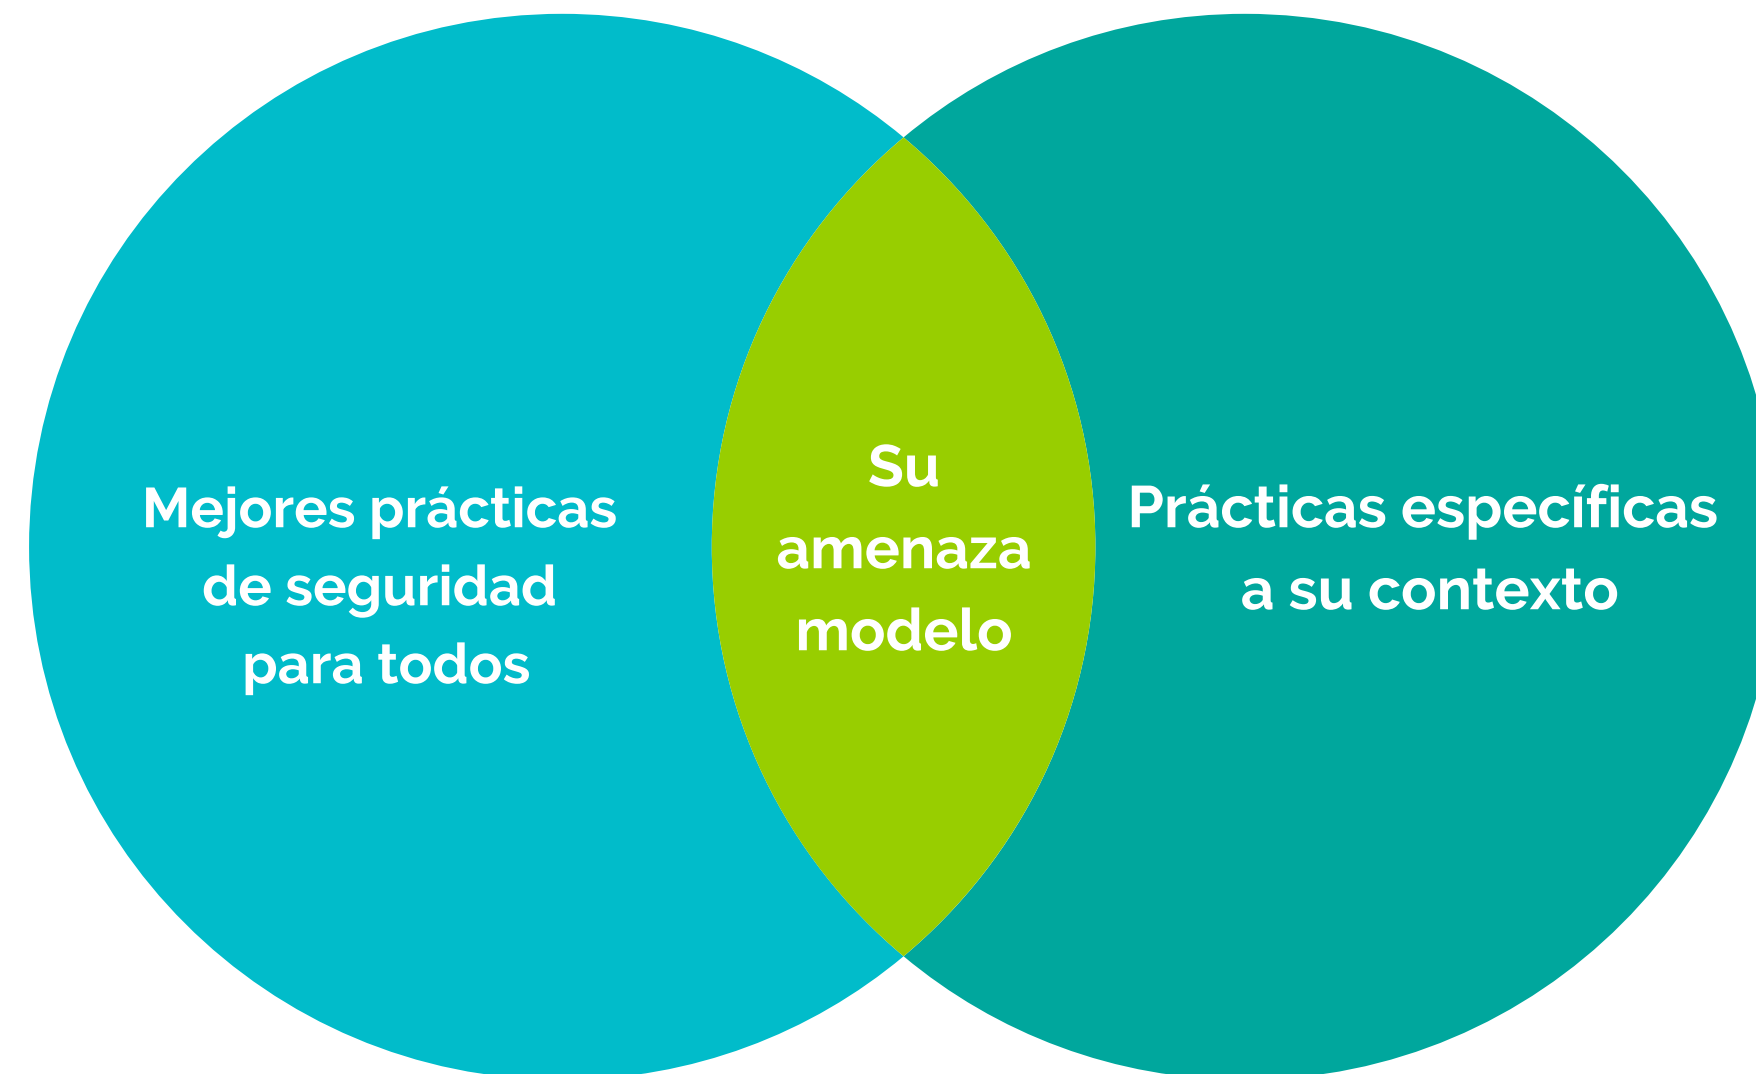 Mejores prácticas
de seguridad
para todos
Su
amenaza
modelo
Prácticas específicas
a su contexto